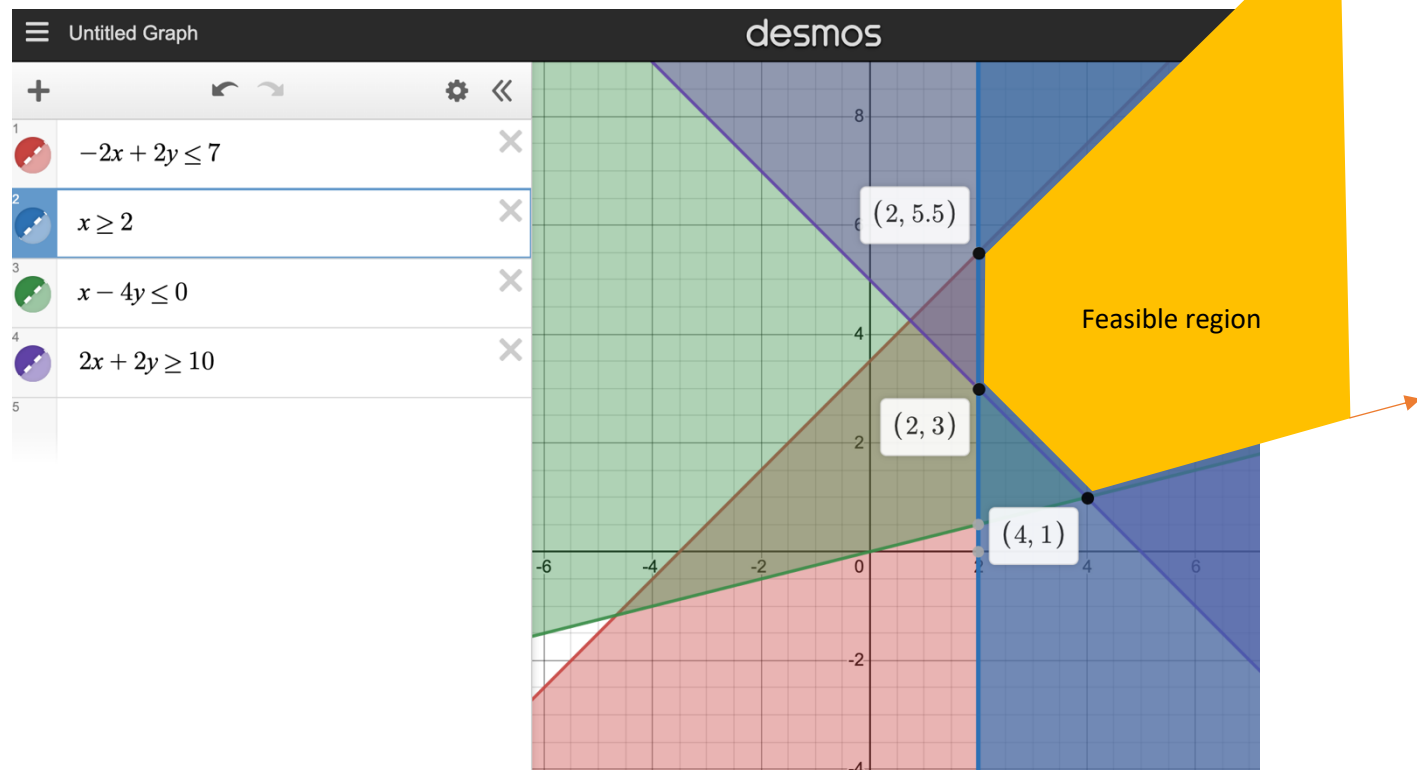 Untitled Graph
desmos
1
−2x + 2y ≤ 7
2
x ≥ 2
3
x − 4y ≤ 0
4
2x + 2y ≥ 10
5
8
(2, 5.5)
6
Feasible region
4
(2, 3)
2
(4, 1)
-6 -4 -2 0 2 4 6
-2
-4